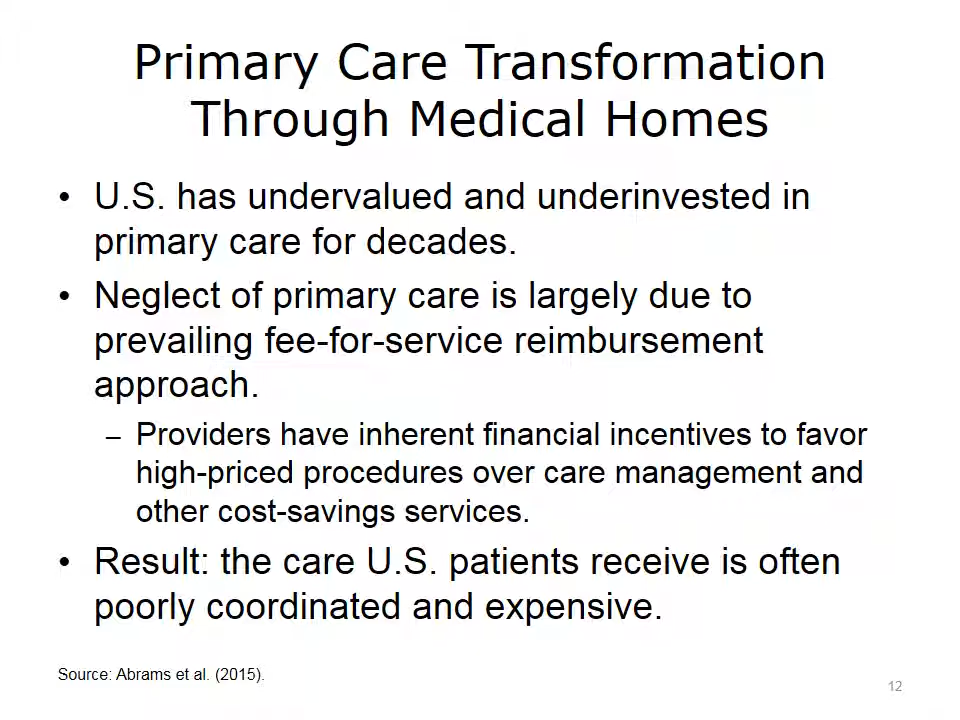 Primary Care Transformation
Through Medical Homes
• U.S. has undervalued and underinvested in
primary care for decades.
• Neglect of primary care is largely due to
prevailing fee-for-service reimbursement
approach.
– Providers have inherent financial incentives to favor
high-priced procedures over care management and
other cost-savings services.
• Result: the care U.S. patients receive is often
poorly coordinated and expensive.
Source: Abrams et al. (2015).
12